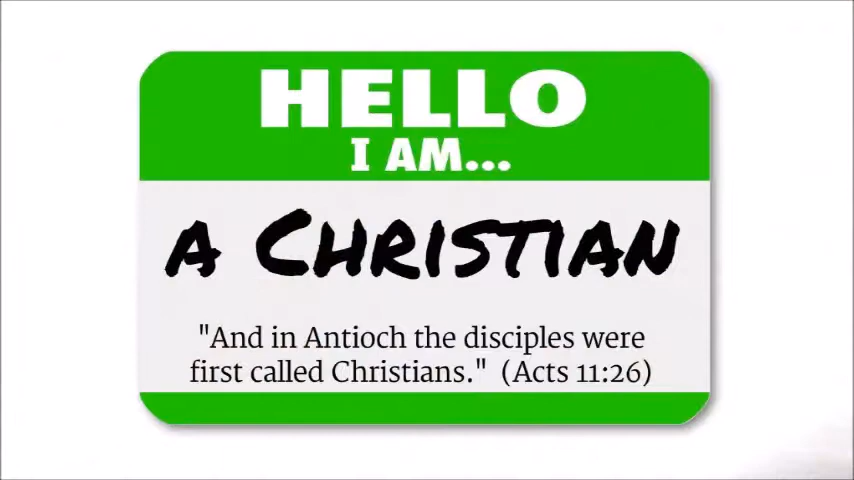 HELLO
I AM...
A CHRISTIAN
"And in Antioch the disciples were
first called Christians." (Acts 11:26)